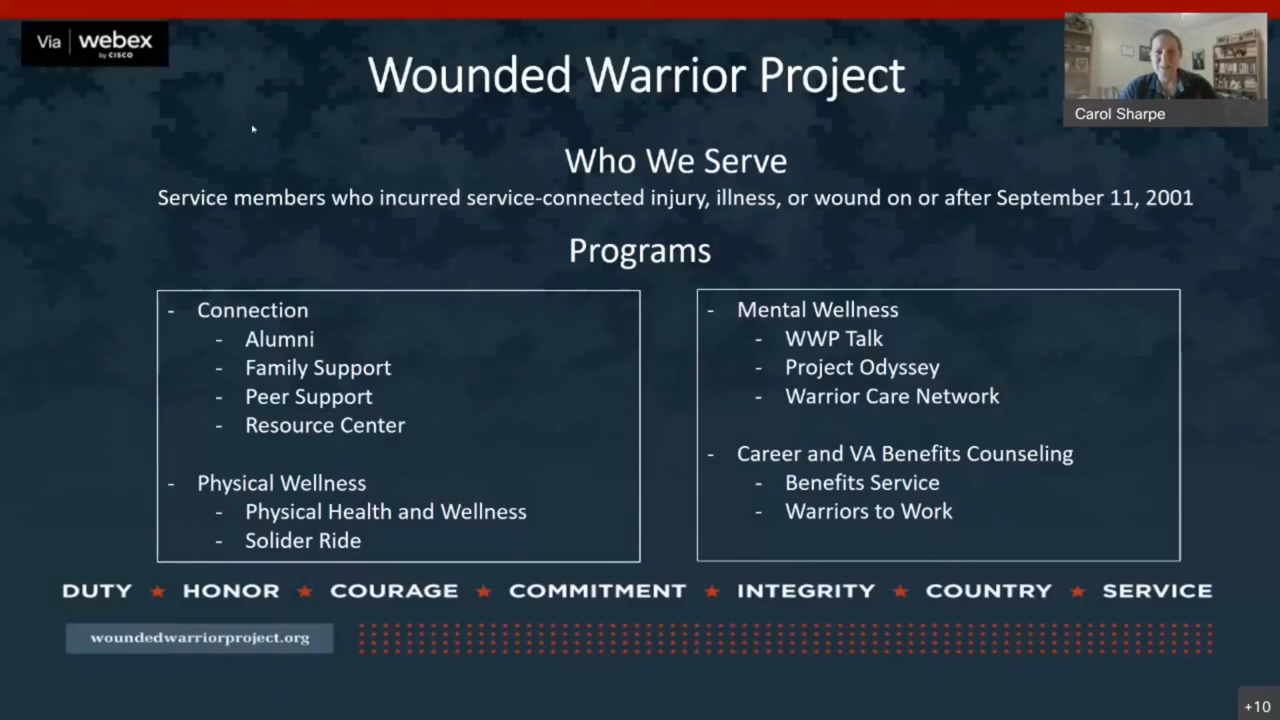 Via | webex
by CISCO
Wounded Warrior Project
Carol Sharpe
Who We Serve
Service members who incurred service-connected injury, illness, or wound on or after September 11, 2001
Programs
- Connection
- Alumni
- Family Support
- Peer Support
- Resource Center
- Physical Wellness
- Physical Health and Wellness
- Solider Ride
- Mental Wellness
- WWP Talk
- Project Odyssey
- Warrior Care Network
- Career and VA Benefits Counseling
- Benefits Service
- Warriors to Work
DUTY ★ HONOR ★ COURAGE ★ COMMITMENT ★ INTEGRITY ★ COUNTRY ★ SERVICE
woundedwarriorproject.org
+10